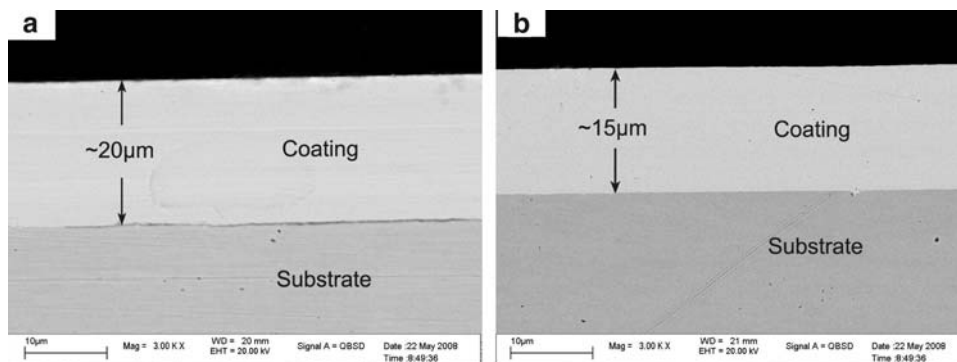 a
~20µm
Coating
Substrate
10µm
Mag = 3.00 KX
WD = 20 mm
EHT = 20.00 kV
Signal A = QBSD
Date :22 May 2008
Time :8:49:36
b
~15µm
Coating
Substrate
10µm
Mag = 3.00 KX
WD = 21 mm
EHT = 20.00 kV
Signal A = QBSD
Date :22 May 2008
Time :8:49:36